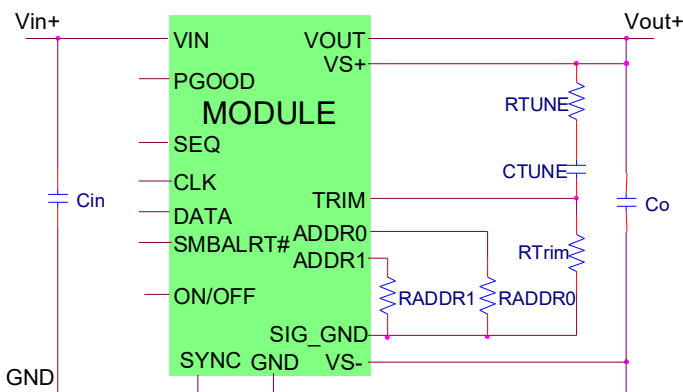 Vin+
Vout+
VIN
VOUT
VS+
PGOOD
RTUNE
MODULE
SEQ
CTUNE
CLK
Cin
TRIM
Co
DATA
ADDR0
SMBALRT#
ADDR1
RTrim
ON/OFF
RADDR1
RADDR0
SIG_GND
SYNC
GND
VS-
GND